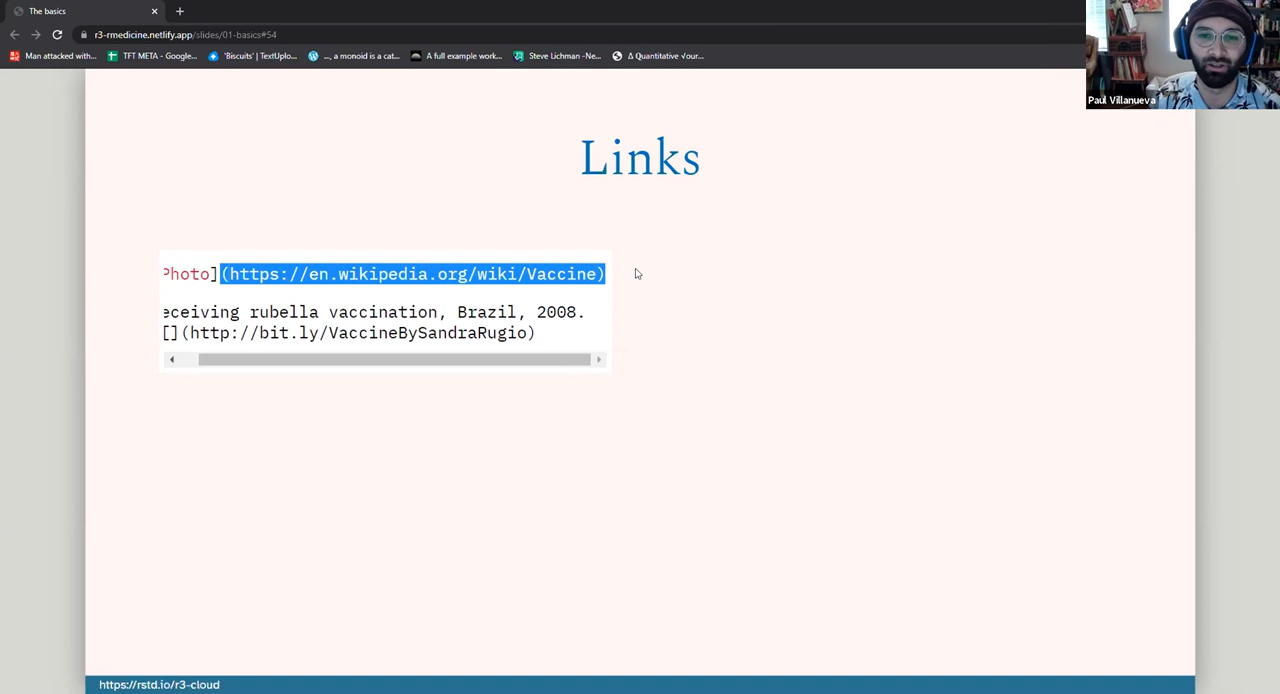 The basics
r3-rmedicine.netlify.app/slides/01-basics#54
Man attacked with...
TFT META - Google...
'Biscuits' | TextUplo...
..., a monoid is a cat...
A full example work...
Steve Lichman -Ne...
Δ Quantitative √our...
Paul Villanueva
Links
Photo](https://en.wikipedia.org/wiki/Vaccine)
eceiving rubella vaccination, Brazil, 2008.
[](http://bit.ly/VaccineBySandraRugio)
https://rstd.io/r3-cloud